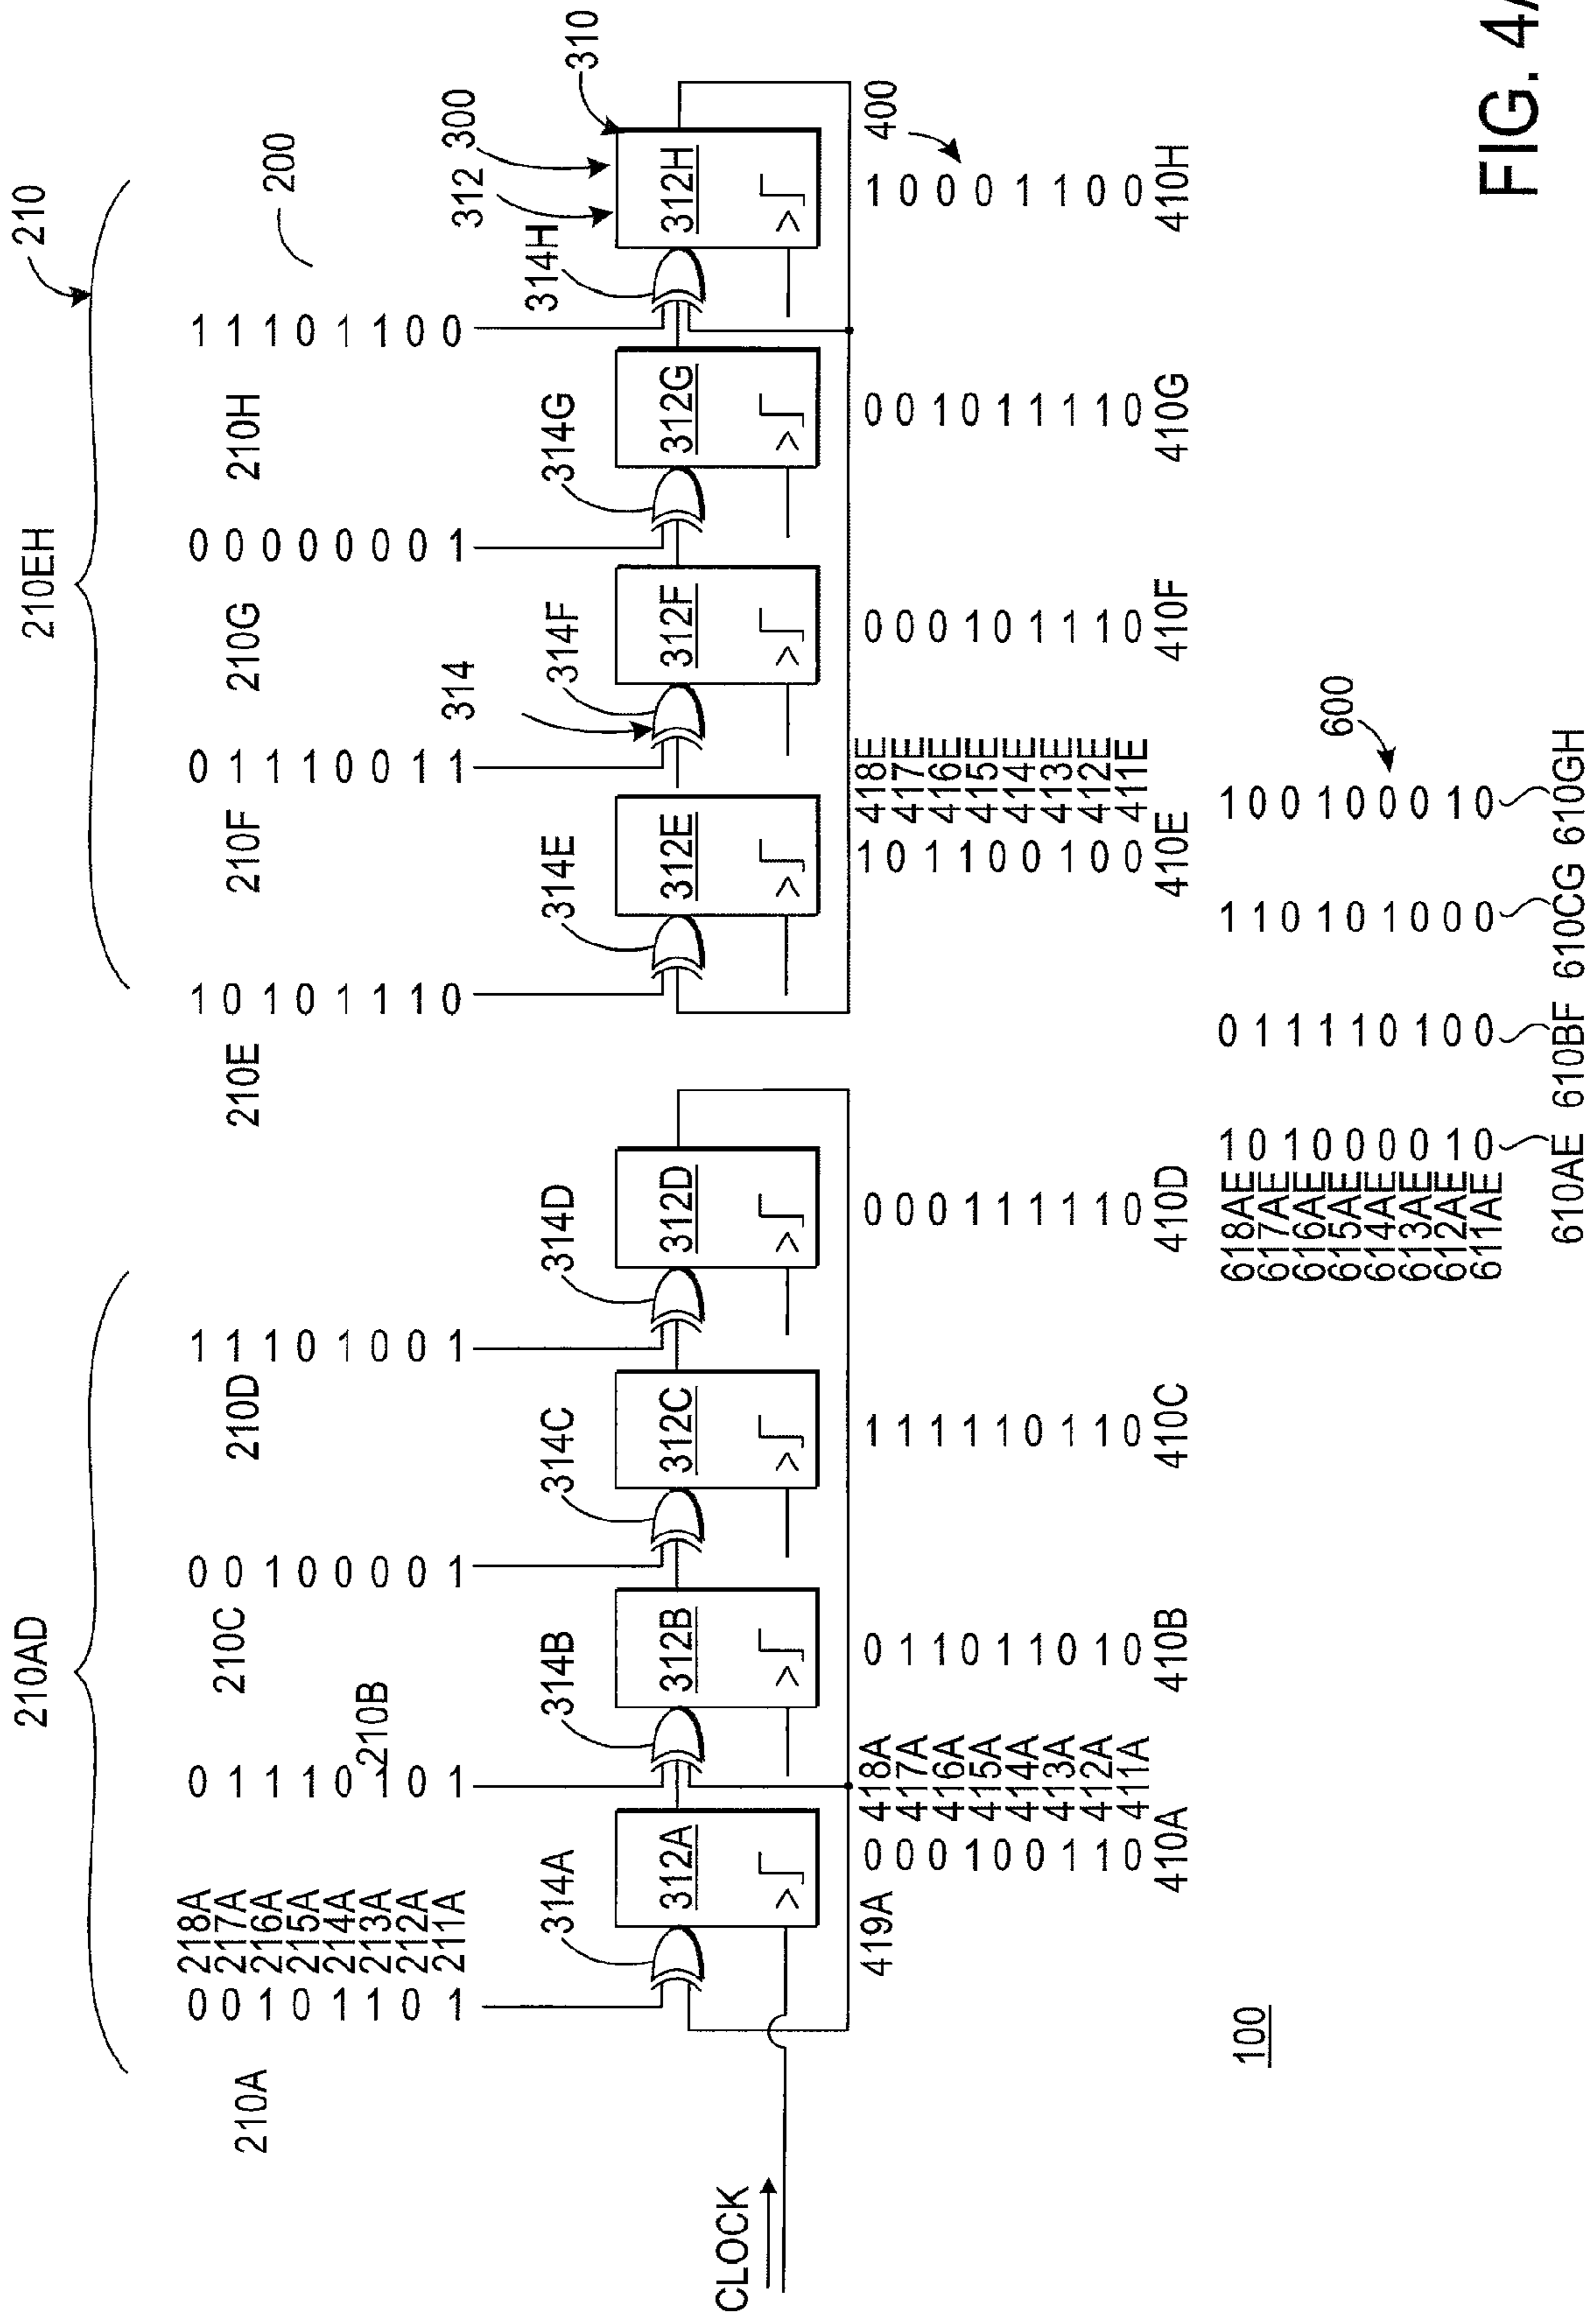 210AD
210EH
210
200
210A
0 0 1 0 1 1 0 1
218A
217A
216A
215A
214A
213A
212A
211A
0 1 1 1 0 1 0 1
210B
210C
0 0 1 0 0 0 0 1
210D
1 1 1 0 1 0 0 1
210E
1 0 1 0 1 1 1 0
210F
0 1 1 1 0 0 1 1
210G
0 0 0 0 0 0 0 1
210H
1 1 1 0 1 1 0 0
314A
314B
314C
314D
314E
314
314F
314G
314H
312
300
310
CLOCK
312A
312B
312C
312D
312E
312F
312G
312H
419A
0 0 0 1 0 0 1 1 0
418A
417A
416A
415A
414A
413A
412A
411A
410A
0 1 1 0 1 1 0 1 0
410B
1 1 1 1 1 0 1 1 0
410C
0 0 0 1 1 1 1 1 0
410D
1 0 1 1 0 0 1 0 0
418E
417E
416E
415E
414E
413E
412E
411E
410E
0 0 0 1 0 1 1 1 0
410F
0 0 1 0 1 1 1 1 0
410G
1 0 0 0 1 1 0 0
410H
400
100
618AE
617AE
616AE
615AE
614AE
613AE
612AE
611AE
1 0 1 0 0 0 0 1 0
610AE
0 1 1 1 1 0 1 0 0
610BF
1 1 0 1 0 1 0 0 0
610CG
1 0 0 1 0 0 0 1 0
610GH
600
FIG. 4A